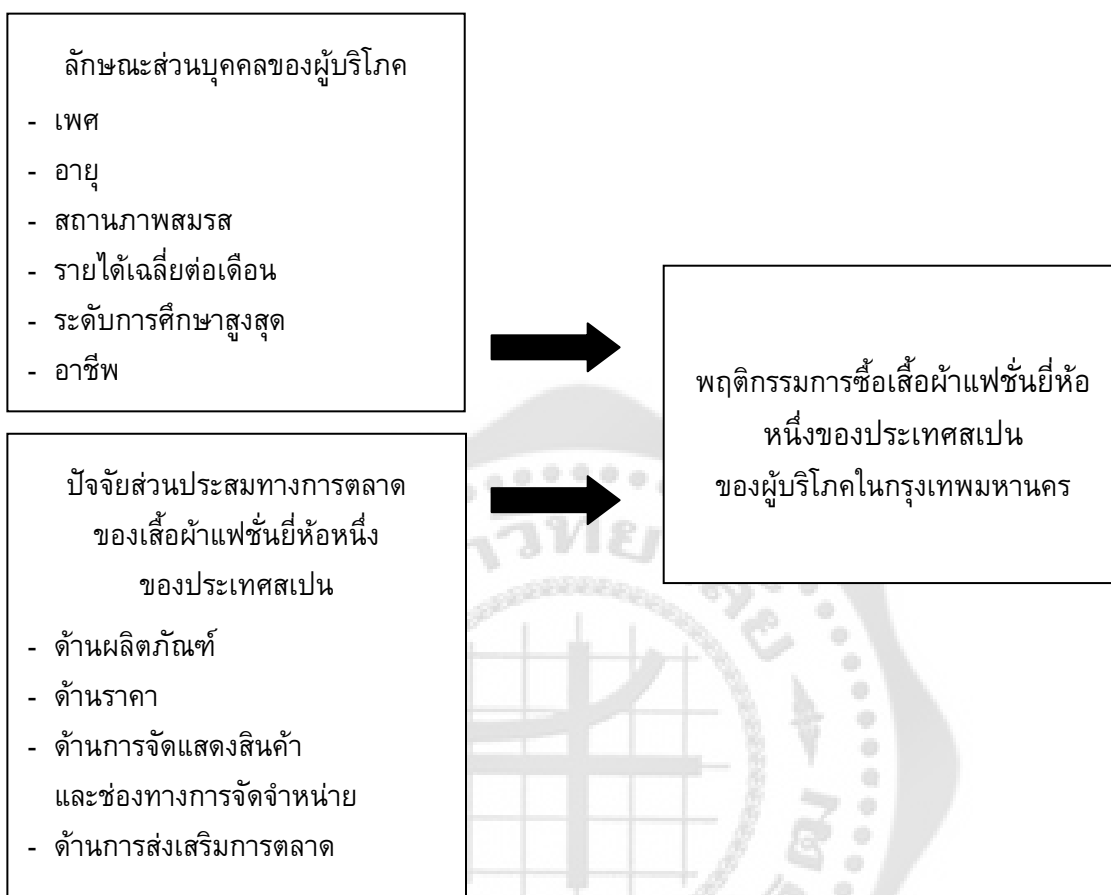 ลักษณะส่วนบุคคลของผู้บริโภค
- เพศ
- อายุ
- สถานภาพสมรส
- รายได้เฉลี่ยต่อเดือน
- ระดับการศึกษาสูงสุด
- อาชีพ
ปัจจัยส่วนประสมทางการตลาด
ของเสื้อผ้าแฟชั่นยี่ห้อหนึ่ง
ของประเทศสเปน
- ด้านผลิตภัณฑ์
- ด้านราคา
- ด้านการจัดแสดงสินค้า
และช่องทางการจัดจำหน่าย
- ด้านการส่งเสริมการตลาด
พฤติกรรมการซื้อเสื้อผ้าแฟชั่นยี่ห้อ
หนึ่งของประเทศสเปน
ของผู้บริโภคในกรุงเทพมหานคร